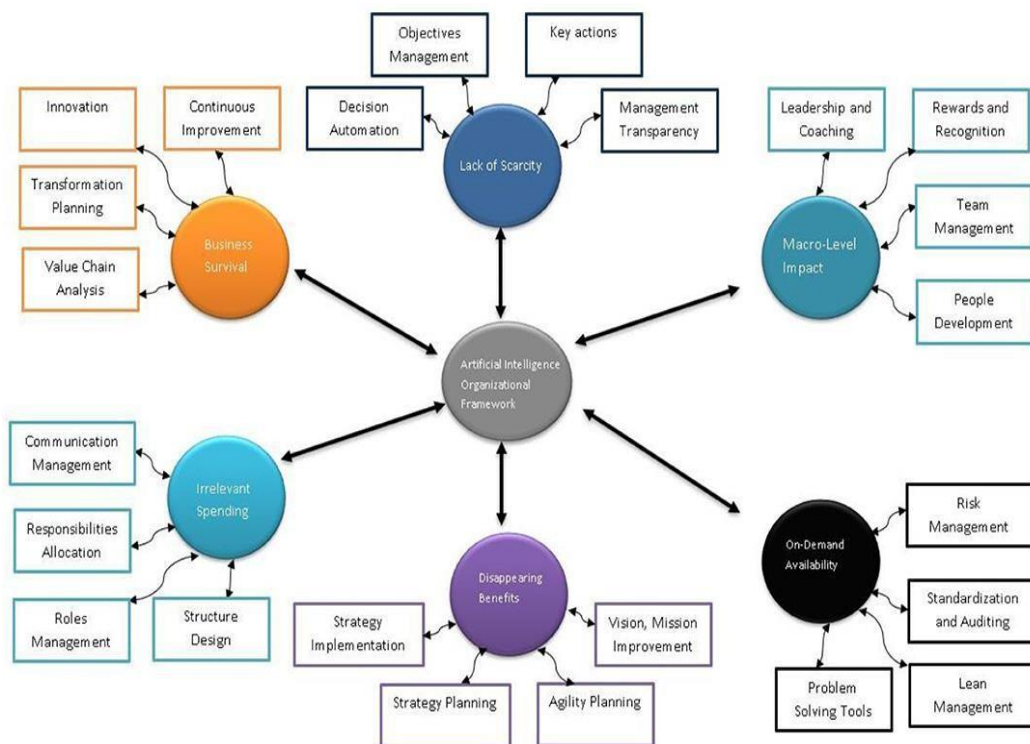 Objectives
Management
Key actions
Decision
Automation
Management
Transparency
Lack of Scarcity
Innovation
Continuous
Improvement
Transformation
Planning
Value Chain
Analysis
Business
Survival
Leadership and
Coaching
Rewards and
Recognition
Team
Management
People
Development
Macro-Level
Impact
Artificial Intelligence
Organizational
Framework
Communication
Management
Responsibilities
Allocation
Roles
Management
Structure
Design
Irrelevant
Spending
Disappearing
Benefits
Strategy
Implementation
Vision, Mission
Improvement
Strategy Planning
Agility Planning
On-Demand
Availability
Risk
Management
Standardization
and Auditing
Problem
Solving Tools
Lean
Management